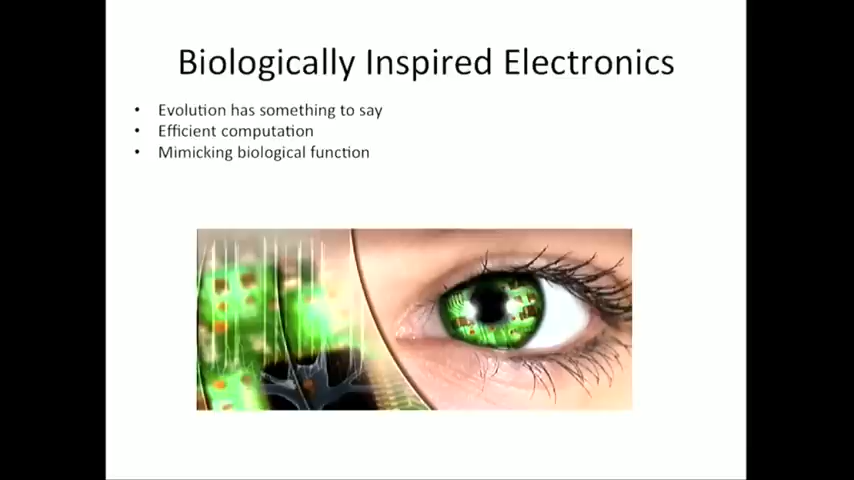 Biologically Inspired Electronics
• Evolution has something to say
• Efficient computation
• Mimicking biological function